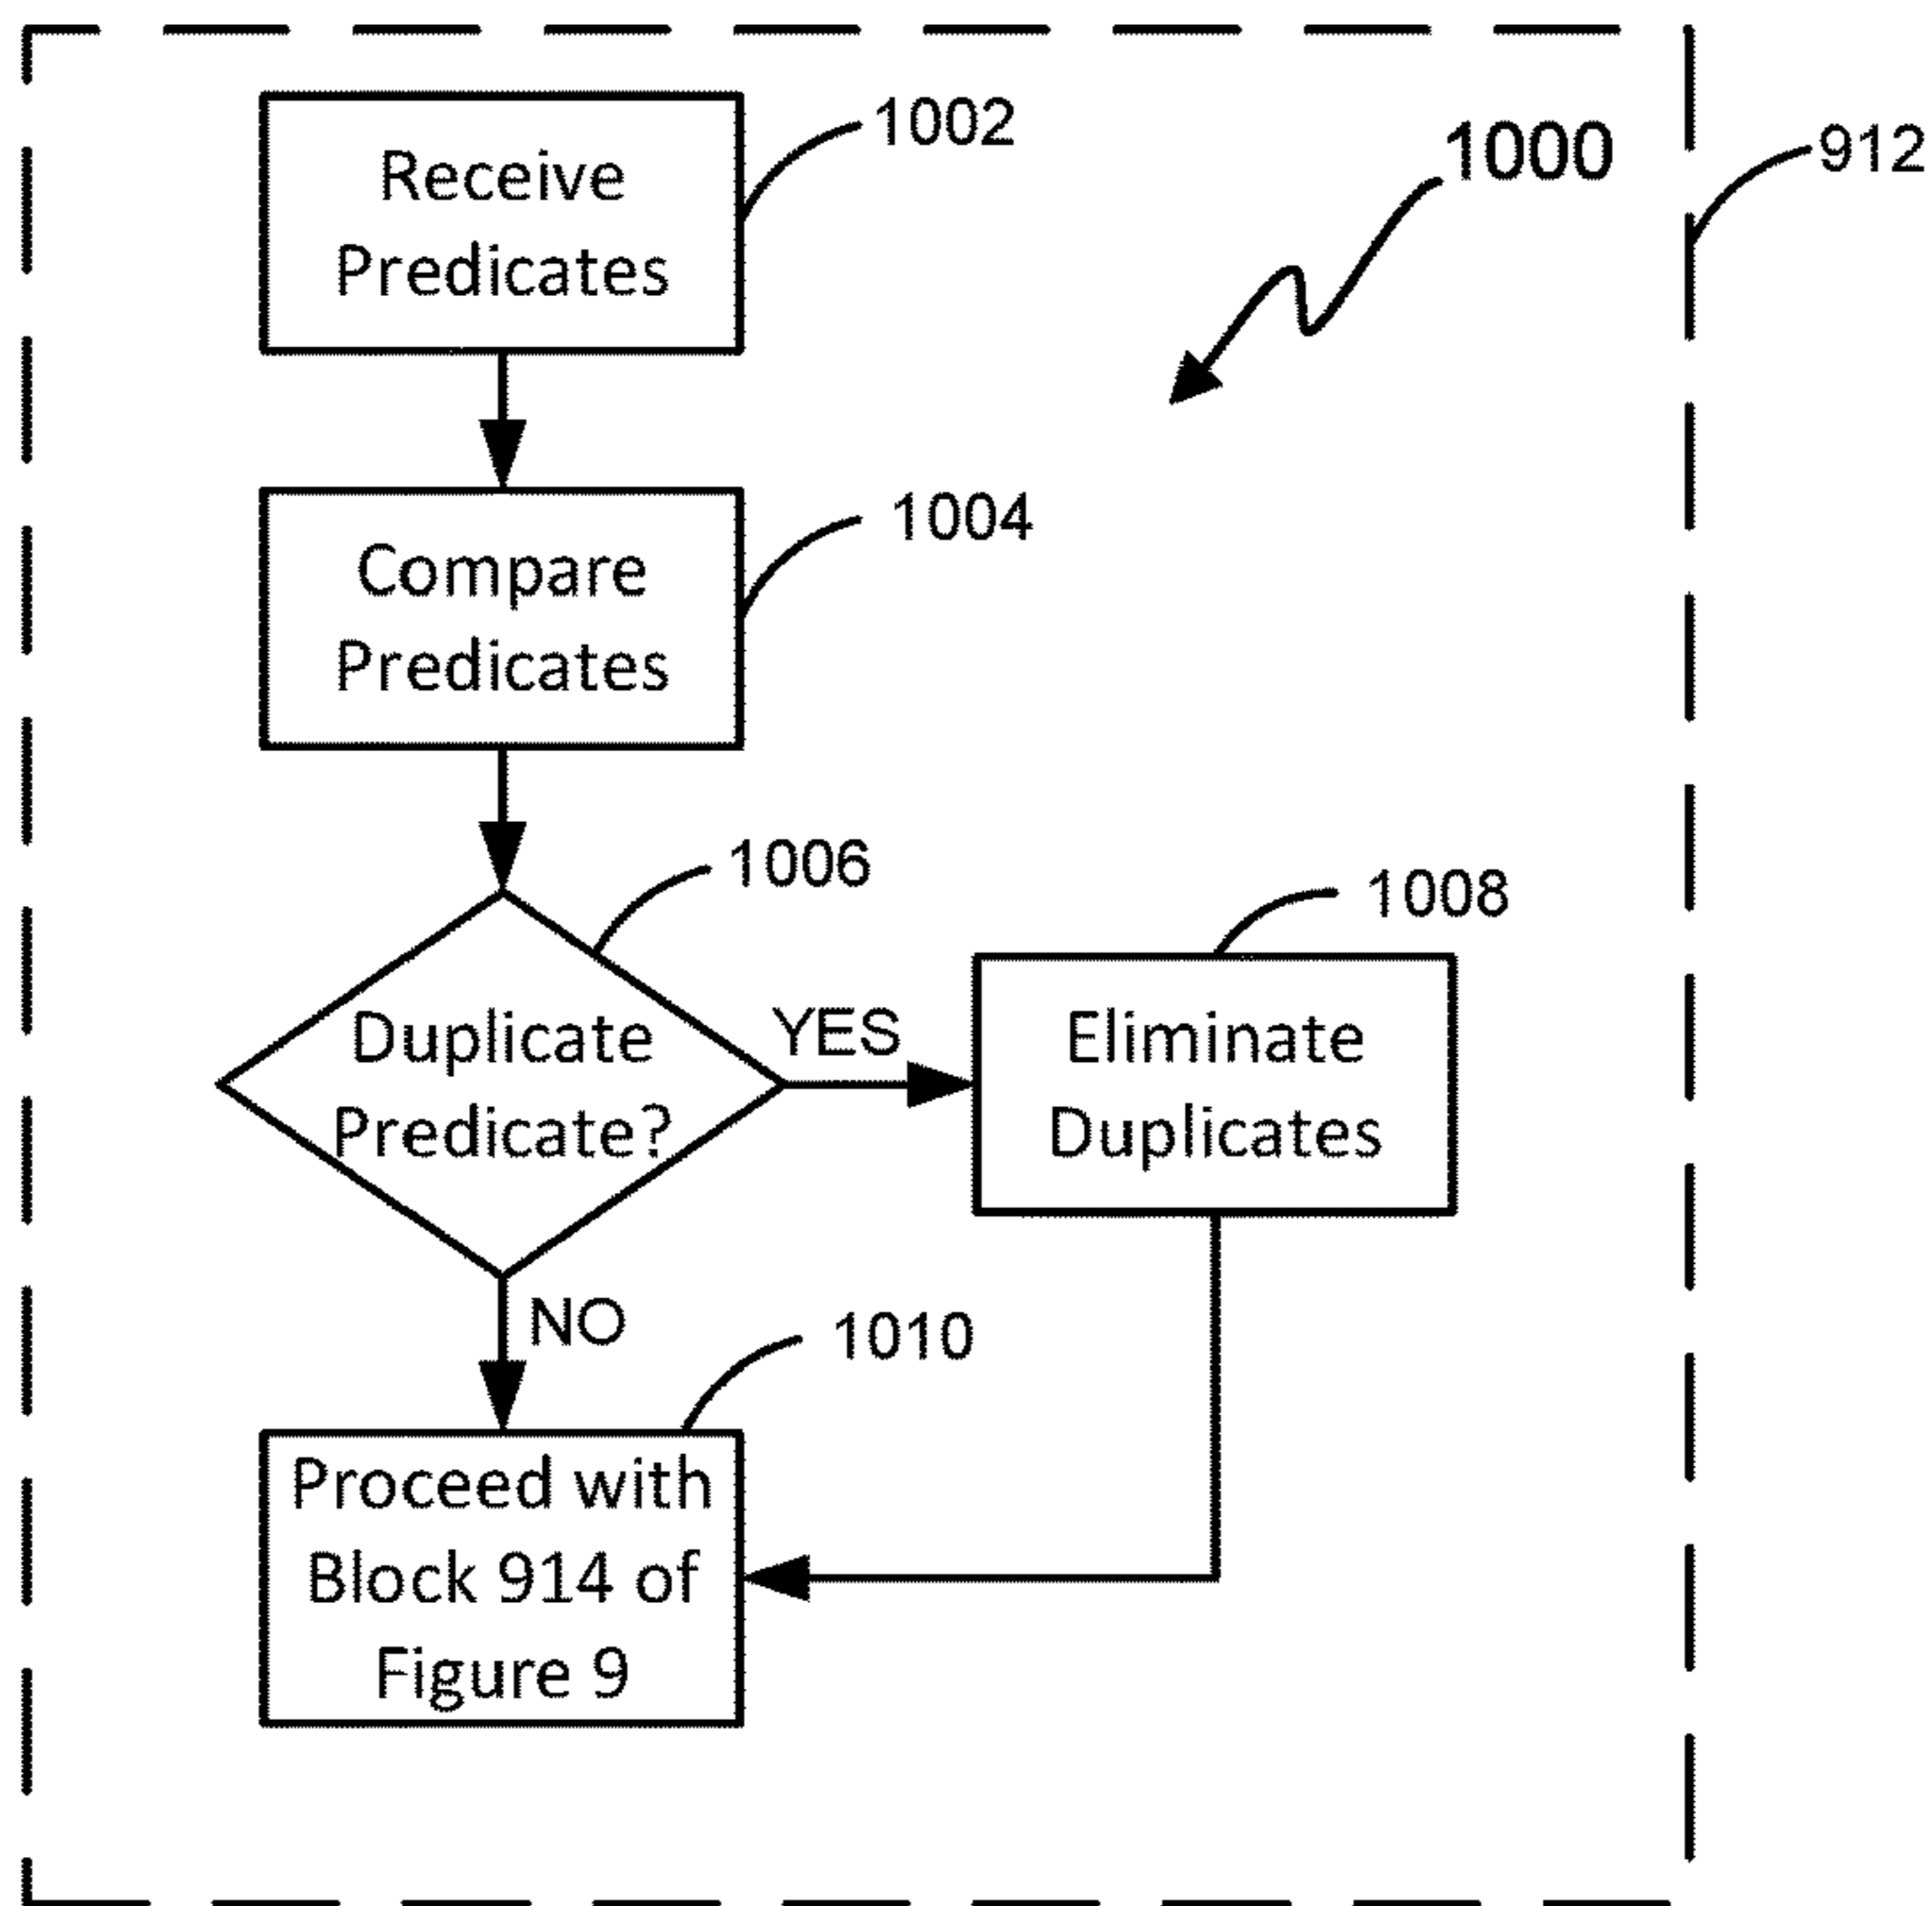 1002
Receive
Predicates
1000
912
1004
Compare
Predicates
1006
1008
Duplicate
Predicate?
YES
Eliminate
Duplicates
NO
1010
Proceed with
Block 914 of
Figure 9